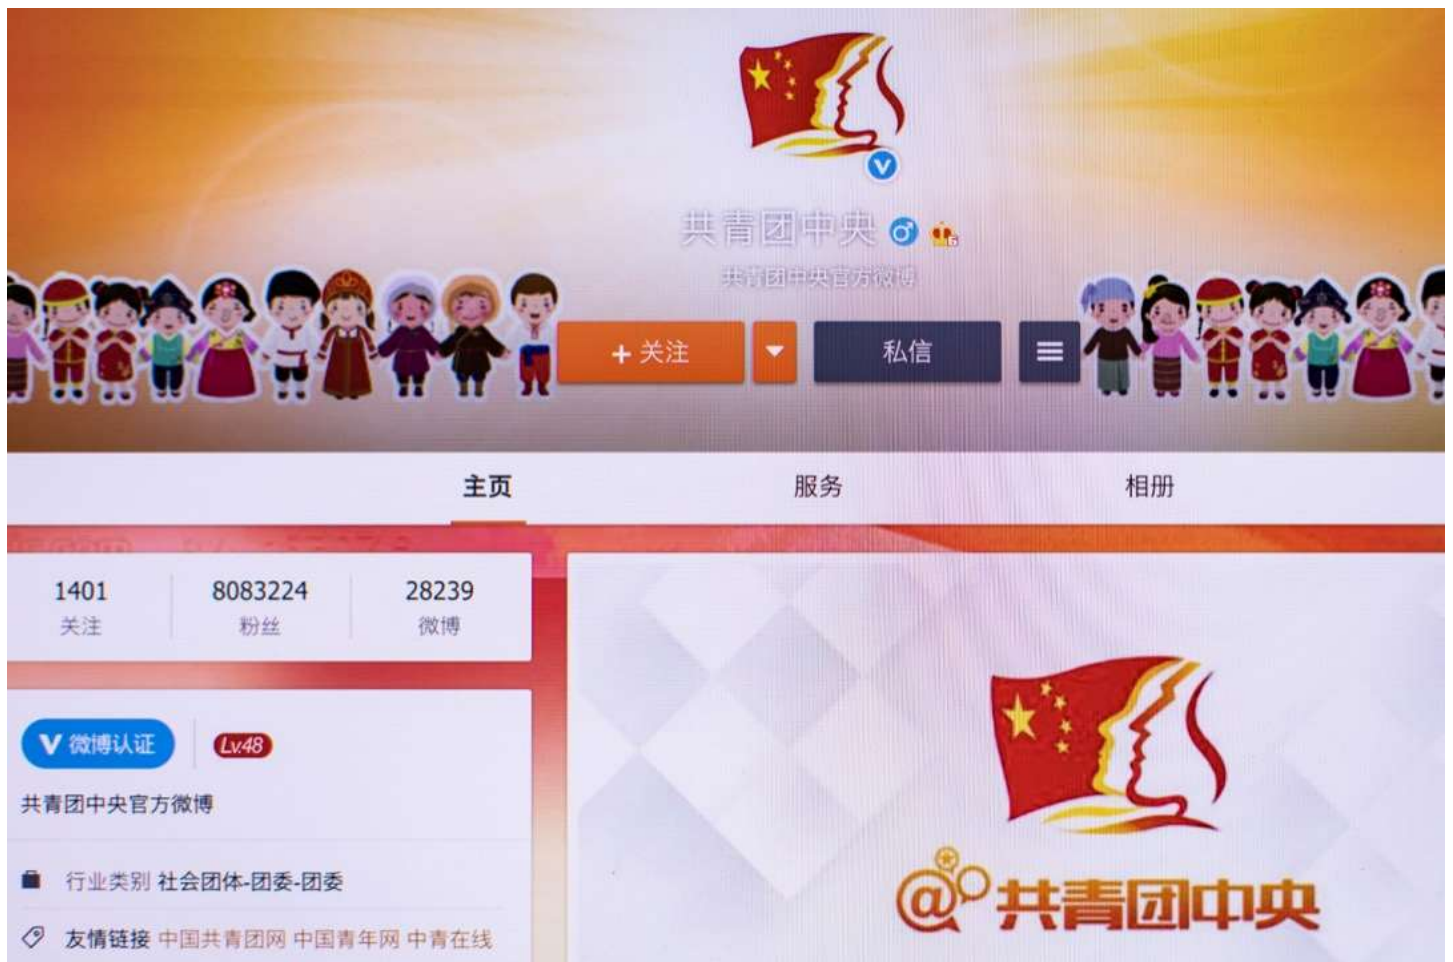 共青团中央
共青团中央官方微博
+关注
私信
主页
服务
相册
1401
8083224
28239
关注
粉丝
微博
V 微博认证
Lv.48
共青团中央官方微博
行业类别 社会团体-团委-团委
友情链接 中国共青团网 中国青年网 中青在线
@共青团中央